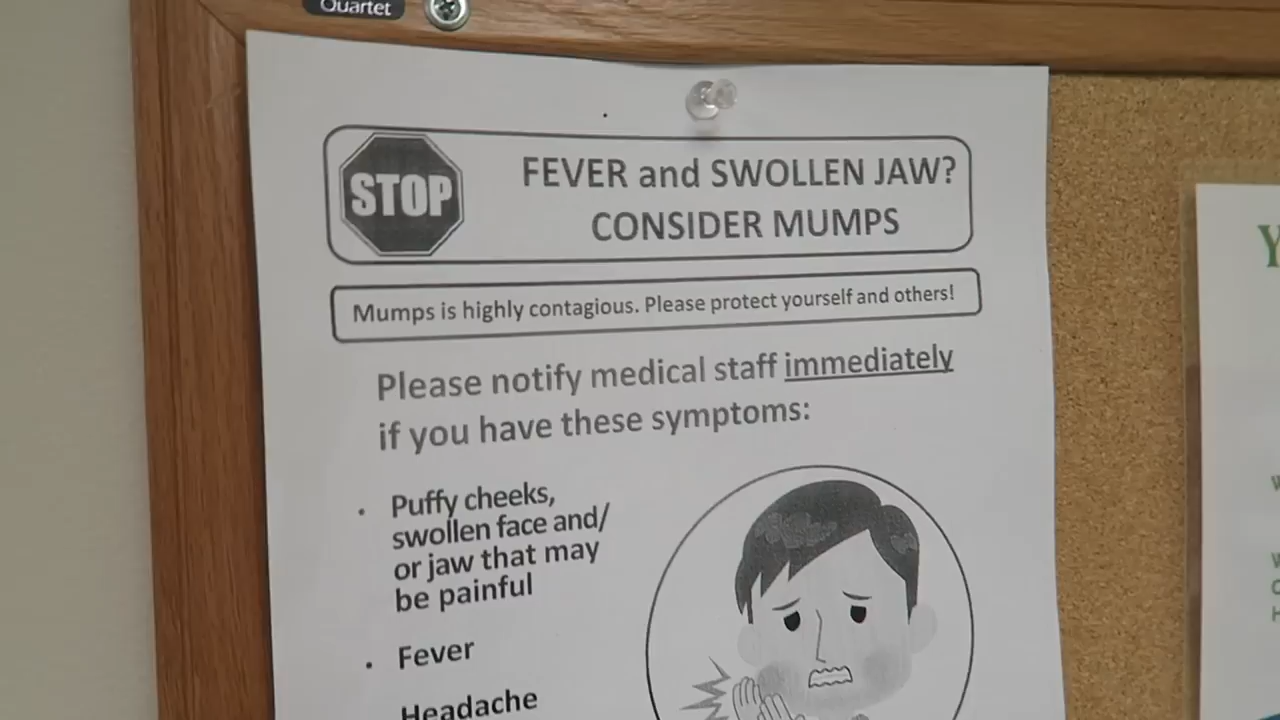 Quartet
STOP
FEVER and SWOLLEN JAW?
CONSIDER MUMPS
Mumps is highly contagious. Please protect yourself and others!
Please notify medical staff immediately
if you have these symptoms:
• Puffy cheeks,
swollen face and/
or jaw that may
be painful
• Fever
Headache